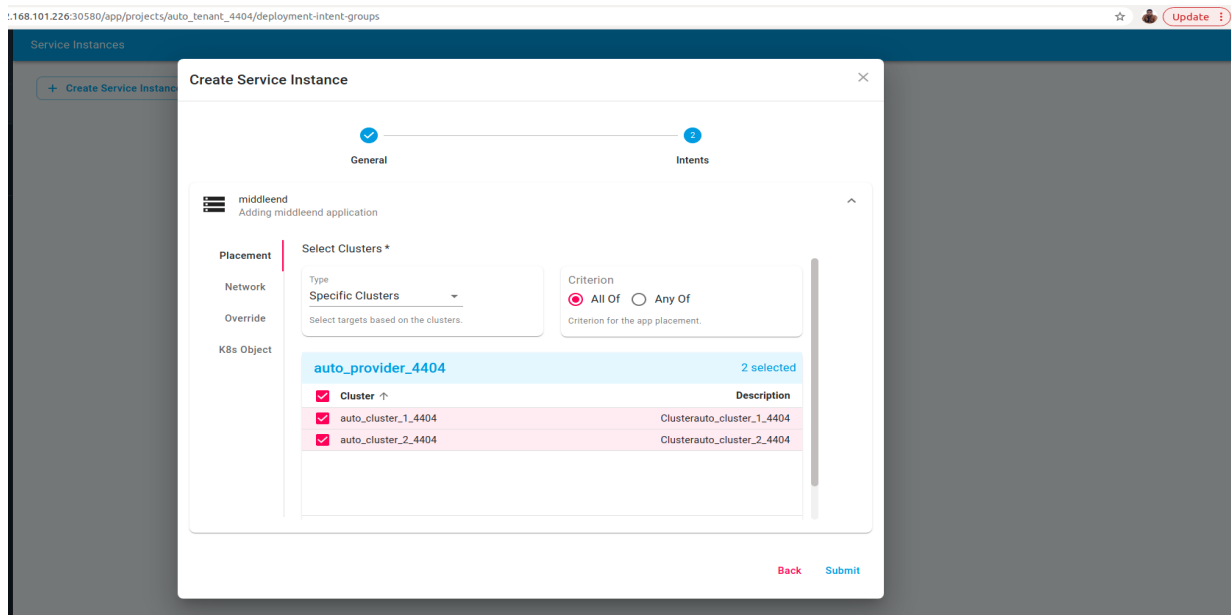 2.168.101.226:30580/app/projects/auto_tenant_4404/deployment-intent-groups
Update
Service Instances
+ Create Service Instance
Create Service Instance
2
General
Intents
middleend
Adding middleend application
Placement
Network
Override
K8s Object
Select Clusters *
Type
Specific Clusters
Select targets based on the clusters.
Criterion
All Of Any Of
Criterion for the app placement.
auto_provider_4404 2 selected
Cluster Description
auto_cluster_1_4404 Clusterauto_cluster_1_4404
auto_cluster_2_4404 Clusterauto_cluster_2_4404
Back Submit